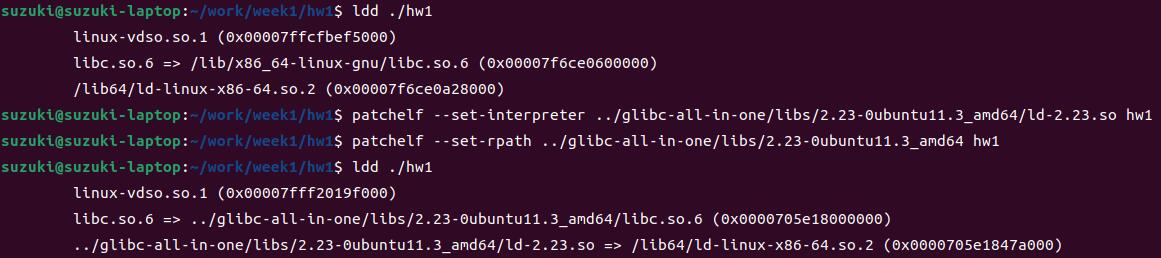 suzuki@suzuki-laptop:~/work/week1/hw1$ ldd ./hw1
linux-vdso.so.1 (0x00007ffcfbef5000)
libc.so.6 => /lib/x86_64-linux-gnu/libc.so.6 (0x00007f6ce0600000)
/lib64/ld-linux-x86-64.so.2 (0x00007f6ce0a28000)
suzuki@suzuki-laptop:~/work/week1/hw1$ patchelf --set-interpreter ../glibc-all-in-one/libs/2.23-0ubuntu11.3_amd64/ld-2.23.so hw1
suzuki@suzuki-laptop:~/work/week1/hw1$ patchelf --set-rpath ../glibc-all-in-one/libs/2.23-0ubuntu11.3_amd64 hw1
suzuki@suzuki-laptop:~/work/week1/hw1$ ldd ./hw1
linux-vdso.so.1 (0x00007fff2019f000)
libc.so.6 => ../glibc-all-in-one/libs/2.23-0ubuntu11.3_amd64/libc.so.6 (0x0000705e18000000)
../glibc-all-in-one/libs/2.23-0ubuntu11.3_amd64/ld-2.23.so => /lib64/ld-linux-x86-64.so.2 (0x0000705e1847a000)